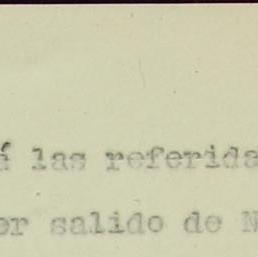 á las referida
er salido de N